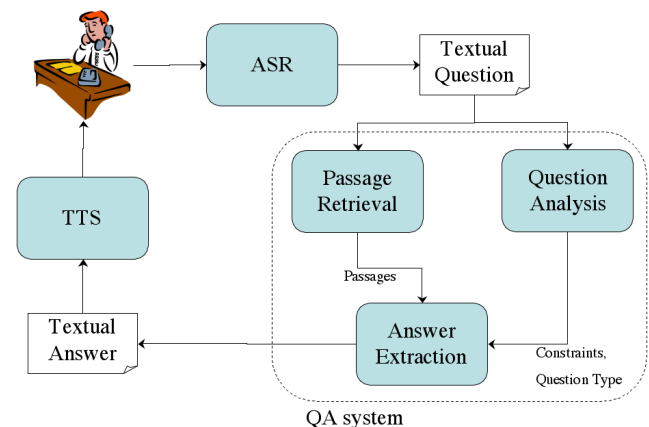 ASR
Textual
Question
Passage
Retrieval
Question
Analysis
TTS
Passages
Textual
Answer
Answer
Extraction
Constraints,
Question Type
QA system